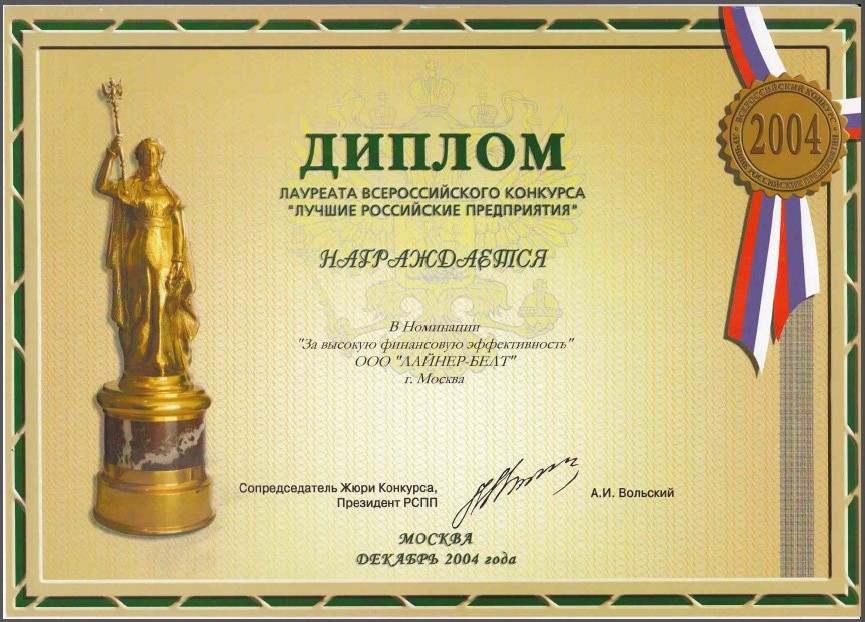 ДИПЛОМ
ЛАУРЕАТА ВСЕРОССИЙСКОГО КОНКУРСА
"ЛУЧШИЕ РОССИЙСКИЕ ПРЕДПРИЯТИЯ"
НАГРАЖДАЕТСЯ
В Номинации
"За высокую финансовую эффективность"
ООО "ЛАЙНЕР-БЕЛТ"
г. Москва
Сопредседатель Жюри Конкурса,
Президент РСПП
А.И. Вольский
МОСКВА
ДЕКАБРЬ 2004 года
ВСЕРОССИЙСКИЙ КОНКУРС
2004
ЛУЧШИЕ РОССИЙСКИЕ ПРЕДПРИЯТИЯ